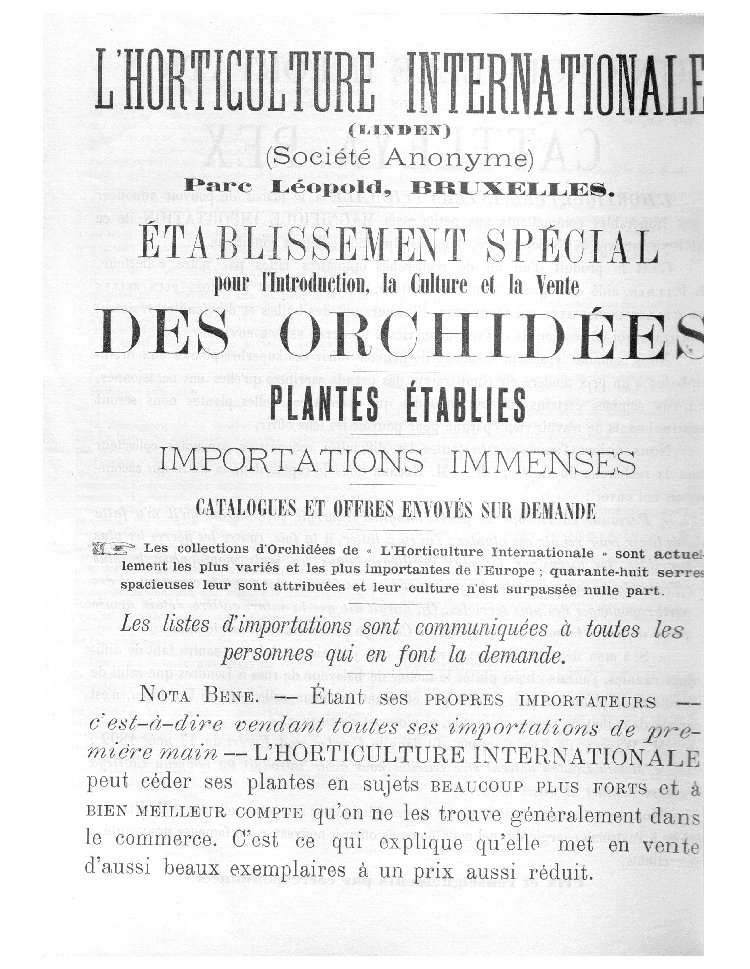 L'HORTICULTURE INTERNATIONALE
(LINDEN)
(Société Anonyme)
Parc Léopold, BRUXELLES.
ÉTABLISSEMENT SPÉCIAL
pour l'Introduction, la Culture et la Vente
DES ORCHIDÉES
PLANTES ÉTABLIES
IMPORTATIONS IMMENSES
CATALOGUES ET OFFRES ENVOYÉS SUR DEMANDE
Les collections d'Orchidées de « L'Horticulture Internationale » sont actuel-
lement les plus variés et les plus importantes de l'Europe ; quarante-huit serres
spacieuses leur sont attribuées et leur culture n'est surpassée nulle part.
Les listes d'importations sont communiquées à toutes les
personnes qui en font la demande.
NOTA BENE. — Étant ses PROPRES IMPORTATEURS —
c'est-à-dire vendant toutes ses importations de pre-
mière main — L'HORTICULTURE INTERNATIONALE
peut céder ses plantes en sujets BEAUCOUP PLUS FORTS et à
BIEN MEILLEUR COMPTE qu'on ne les trouve généralement dans
le commerce. C'est ce qui explique qu'elle met en vente
d'aussi beaux exemplaires à un prix aussi réduit.